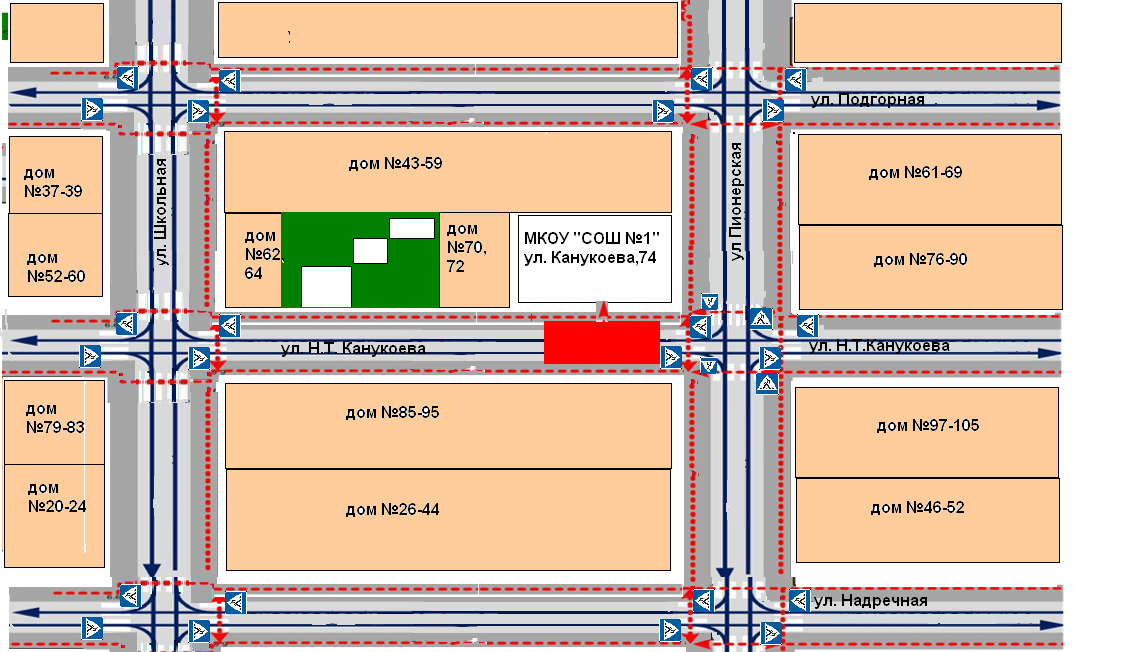 ул. Подгорная
дом №43-59
дом
№37-39
дом №61-69
ул. Школьная
ул Пионерская
дом
№62,
64
дом
№70,
72
МКОУ "СОШ №1"
ул. Канукоева,74
дом
№52-60
дом №76-90
ул. Н.Т. Канукоева
ул. Н.Т.Канукоева
дом
№79-83
дом №85-95
дом №97-105
дом
№20-24
дом №26-44
дом №46-52
ул. Надречная